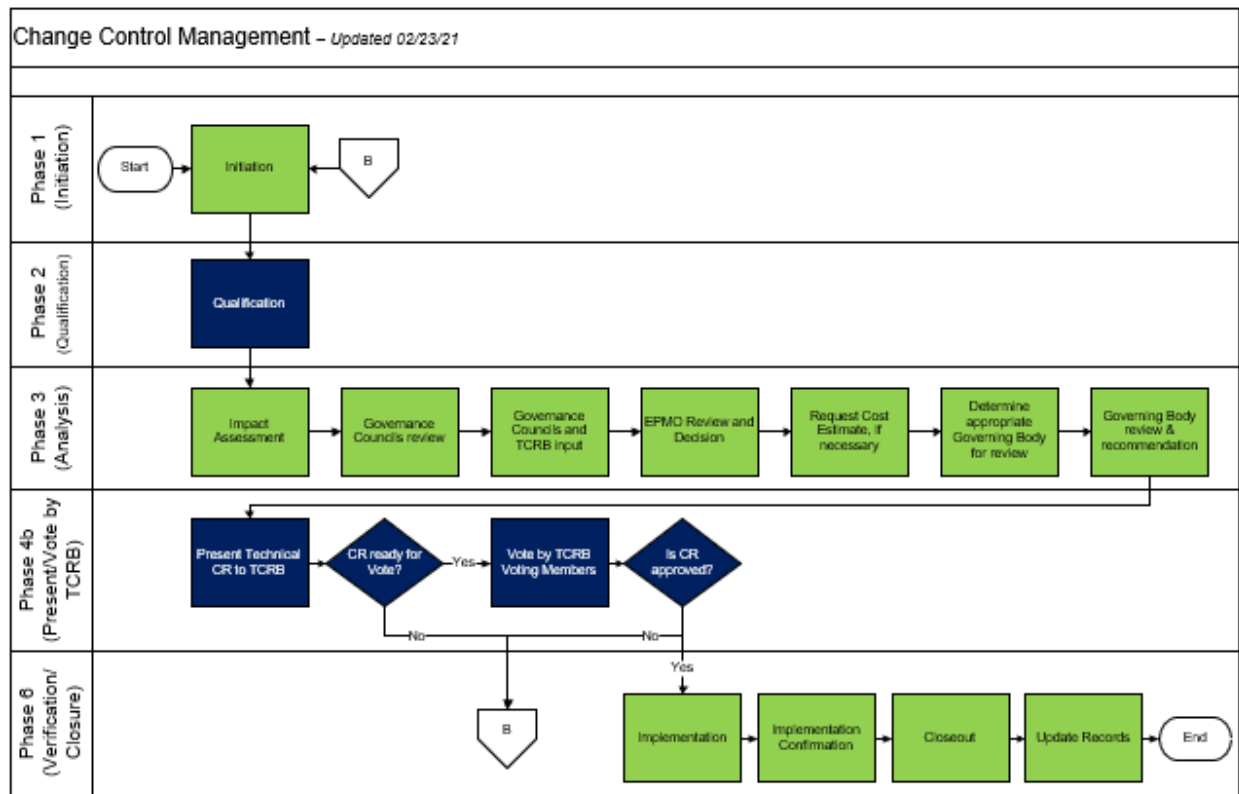 Change Control Management – Updated 02/23/21
Phase 1
(Initiation)
Start
Initiation
B
Phase 2
(Qualification)
Qualification
Phase 3
(Analysis)
Impact
Assessment
Governance
Councils review
Governance
Councils and
TCRB input
EPMO Review and
Decision
Request Cost
Estimate, if
necessary
Determine
appropriate
Governing Body
for review
Governing Body
review &
recommendation
Phase 4b
(Present/Vote by
TCRB)
Present Technical
CR to TCRB
CR ready for
Vote?
Yes
Vote by TCRB
Voting Members
Is CR
approved?
No
No
Phase 6
(Verification/
Closure)
B
Yes
Implementation
Implementation
Confirmation
Closeout
Update Records
End